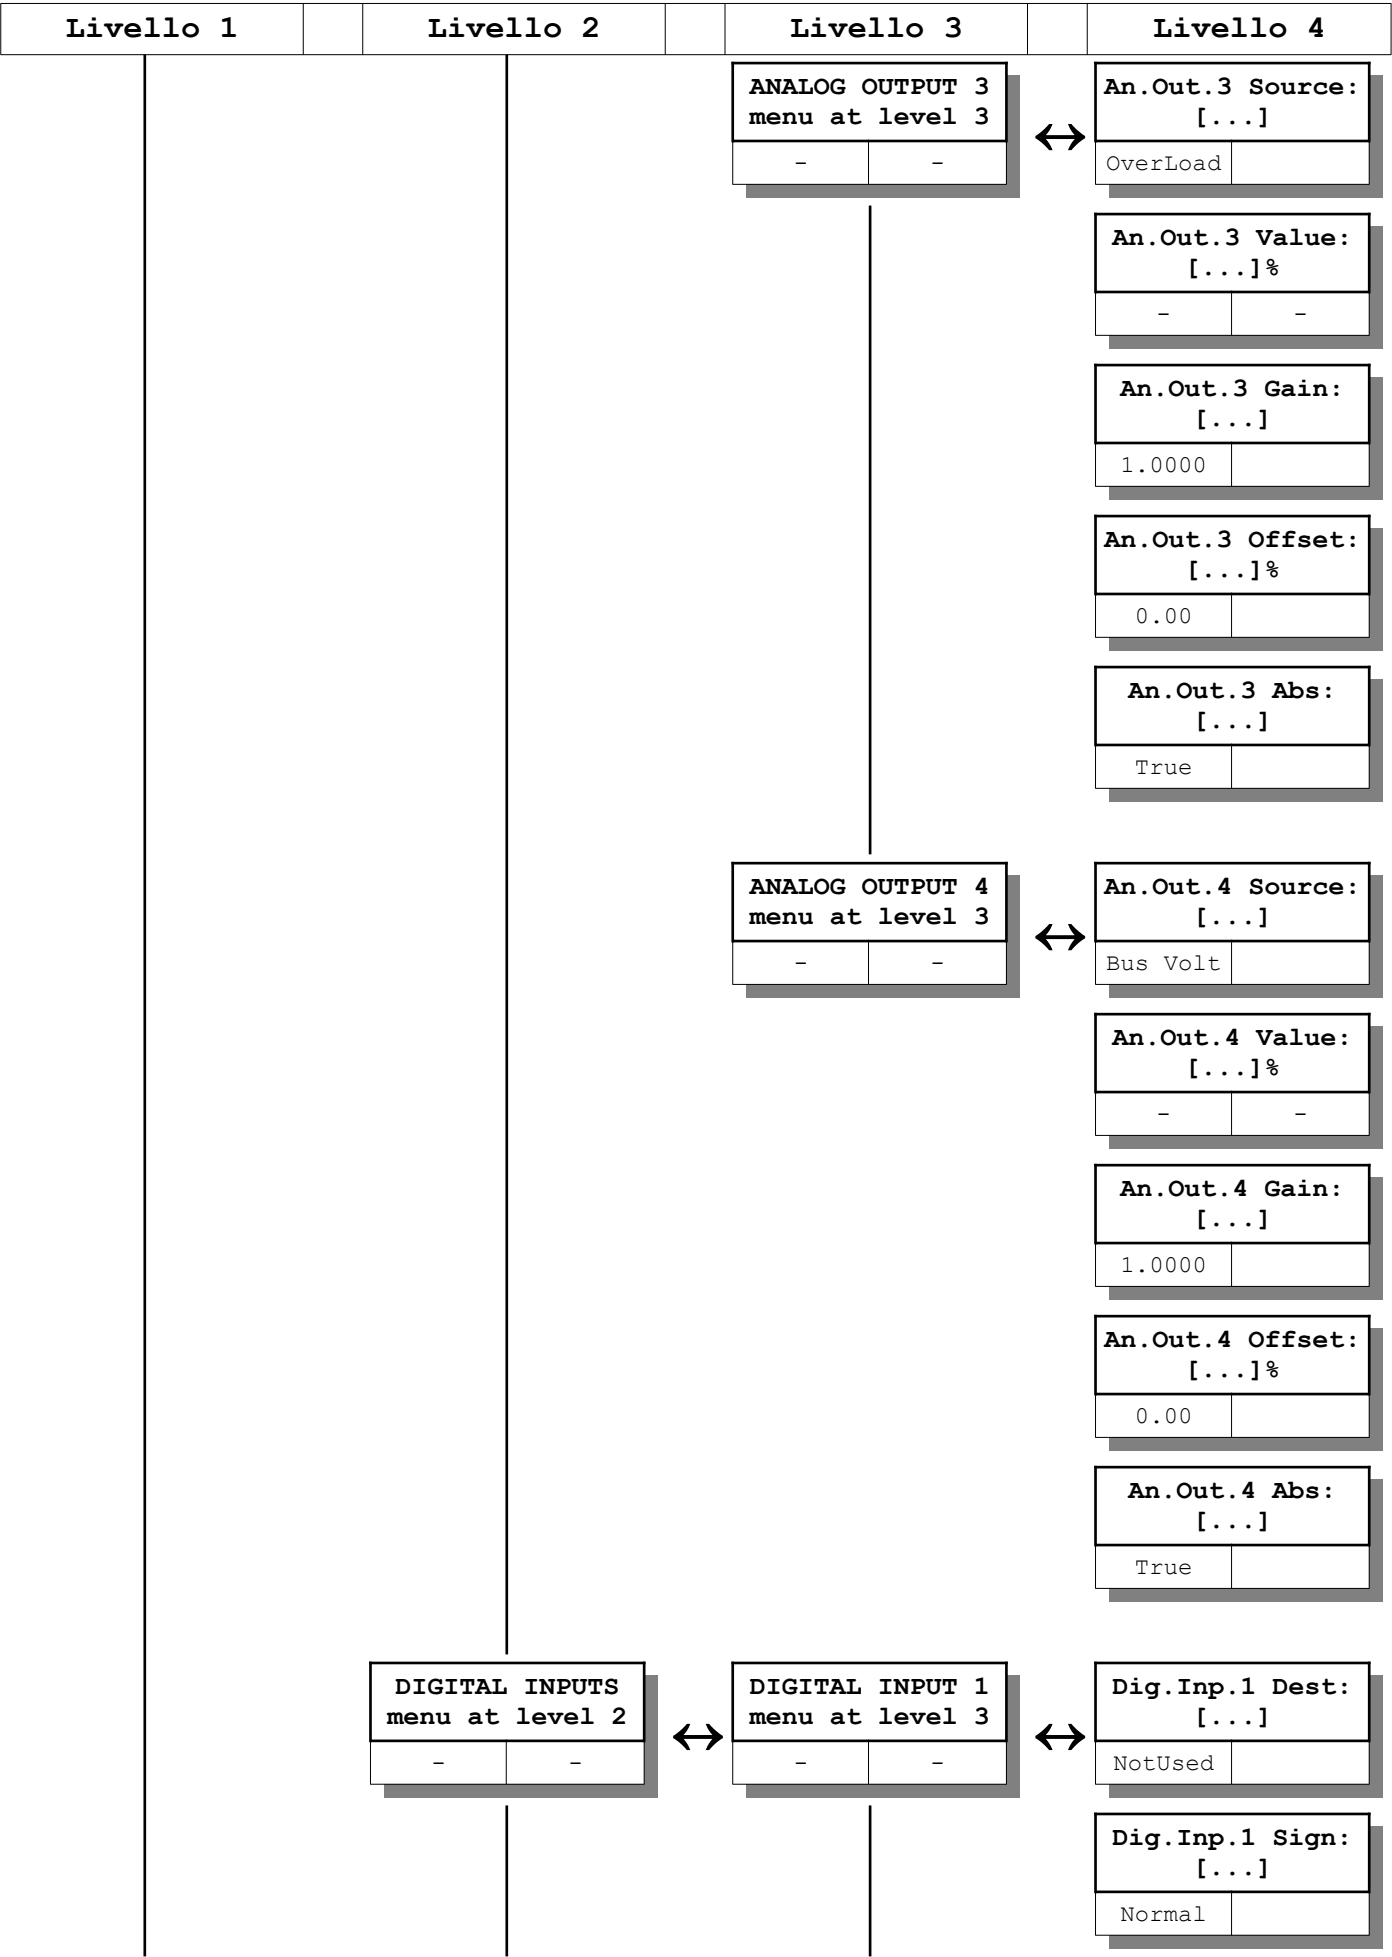 Livello 1 Livello 2 Livello 3 Livello 4
ANALOG OUTPUT 3
menu at level 3
- -
An.Out.3 Source:
[...]
OverLoad
An.Out.3 Value:
[...]%
- -
An.Out.3 Gain:
[...]
1.0000
An.Out.3 Offset:
[...]%
0.00
An.Out.3 Abs:
[...]
True
ANALOG OUTPUT 4
menu at level 3
- -
An.Out.4 Source:
[...]
Bus Volt
An.Out.4 Value:
[...]%
- -
An.Out.4 Gain:
[...]
1.0000
An.Out.4 Offset:
[...]%
0.00
An.Out.4 Abs:
[...]
True
DIGITAL INPUTS
menu at level 2
- -
DIGITAL INPUT 1
menu at level 3
- -
Dig.Inp.1 Dest:
[...]
NotUsed
Dig.Inp.1 Sign:
[...]
Normal